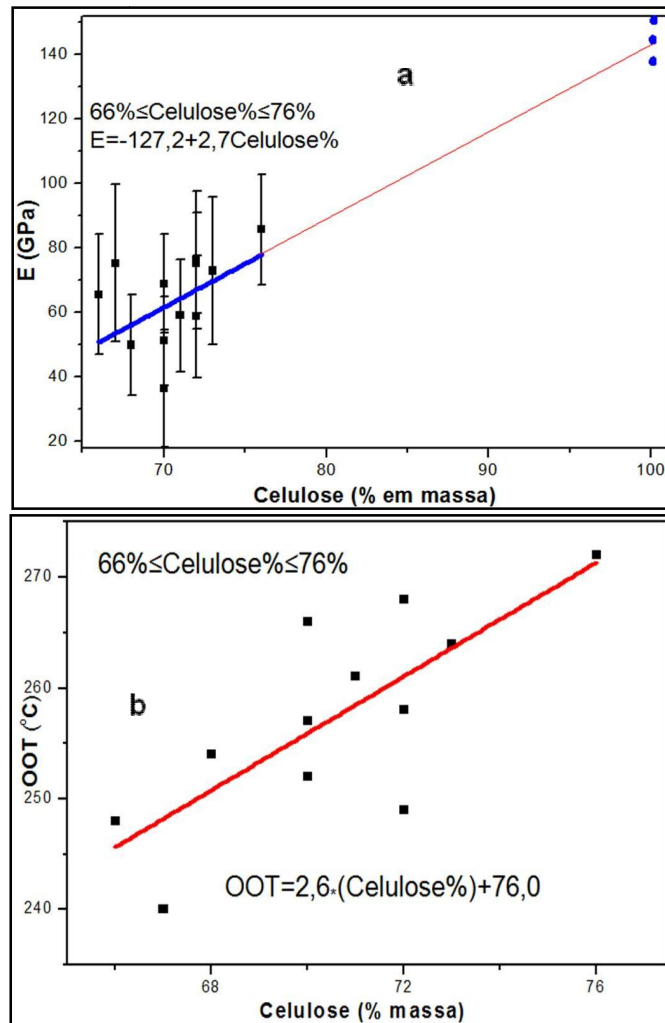 140
120
100
80
60
40
20
E (GPa)
a
66%≤Celulose%≤76%
E=-127,2+2,7Celulose%
70
80
90
100
Celulose (% em massa)
270
260
250
240
OOT (°C)
66%≤Celulose%≤76%
b
OOT=2,6*(Celulose%)+76,0
68
72
76
Celulose (% massa)